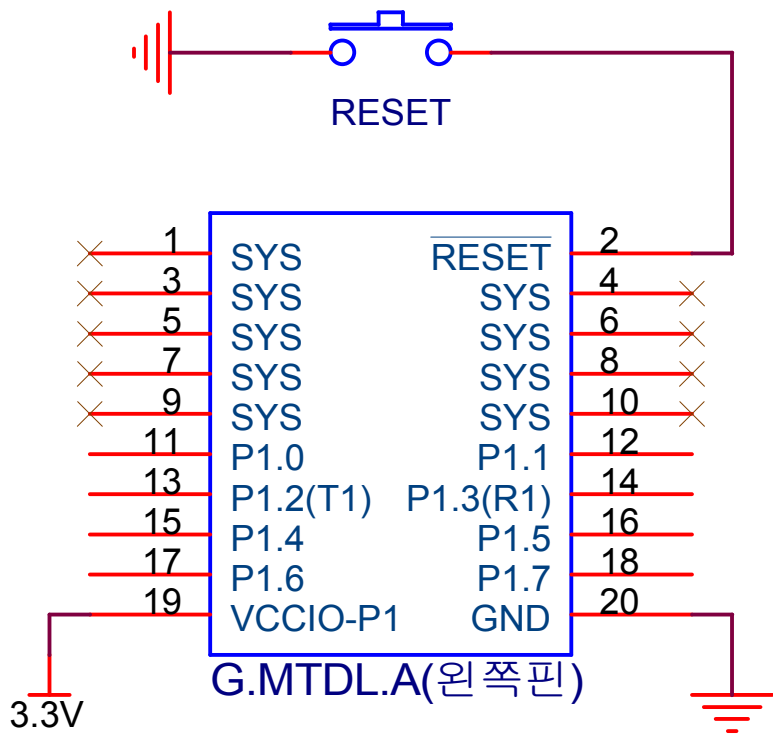 RESET
1 SYS RESET 2
3 SYS SYS 4
5 SYS SYS 6
7 SYS SYS 8
9 SYS SYS 10
11 P1.0 P1.1 12
13 P1.2(T1) P1.3(R1) 14
15 P1.4 P1.5 16
17 P1.6 P1.7 18
19 VCCIO-P1 GND 20
G.MTDL.A(왼쪽핀)
3.3V